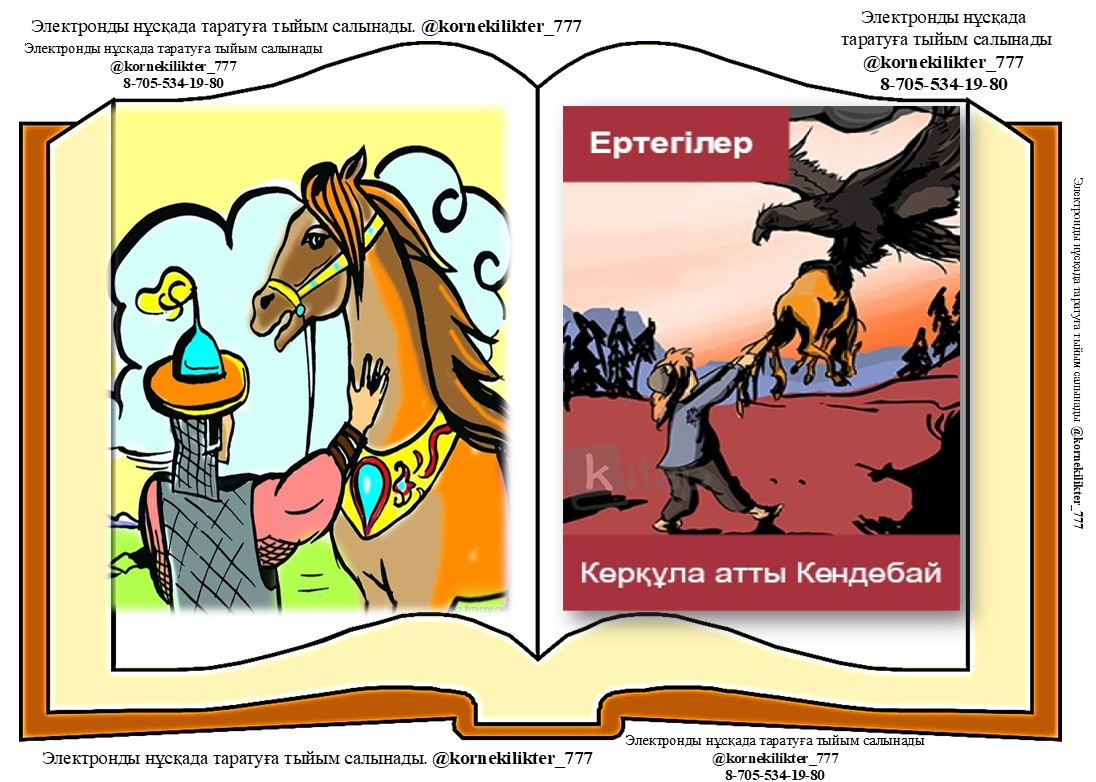 Электронды нұсқада таратуға тыйым салынады. @kornekilikter_777
Электронды нұсқада таратуға тыйым салынады
@kornekilikter_777
8-705-534-19-80
Электронды нұсқада
таратуға тыйым салынады
@kornekilikter_777
8-705-534-19-80
Ертегілер
Керқұла атты Кендебай
Электронды нұсқада таратуға тыйым салынады @kornekilikter_777
Электронды нұсқада таратуға тыйым салынады. @kornekilikter_777
Электронды нұсқада таратуға тыйым салынады
@kornekilikter_777
8-705-534-19-80